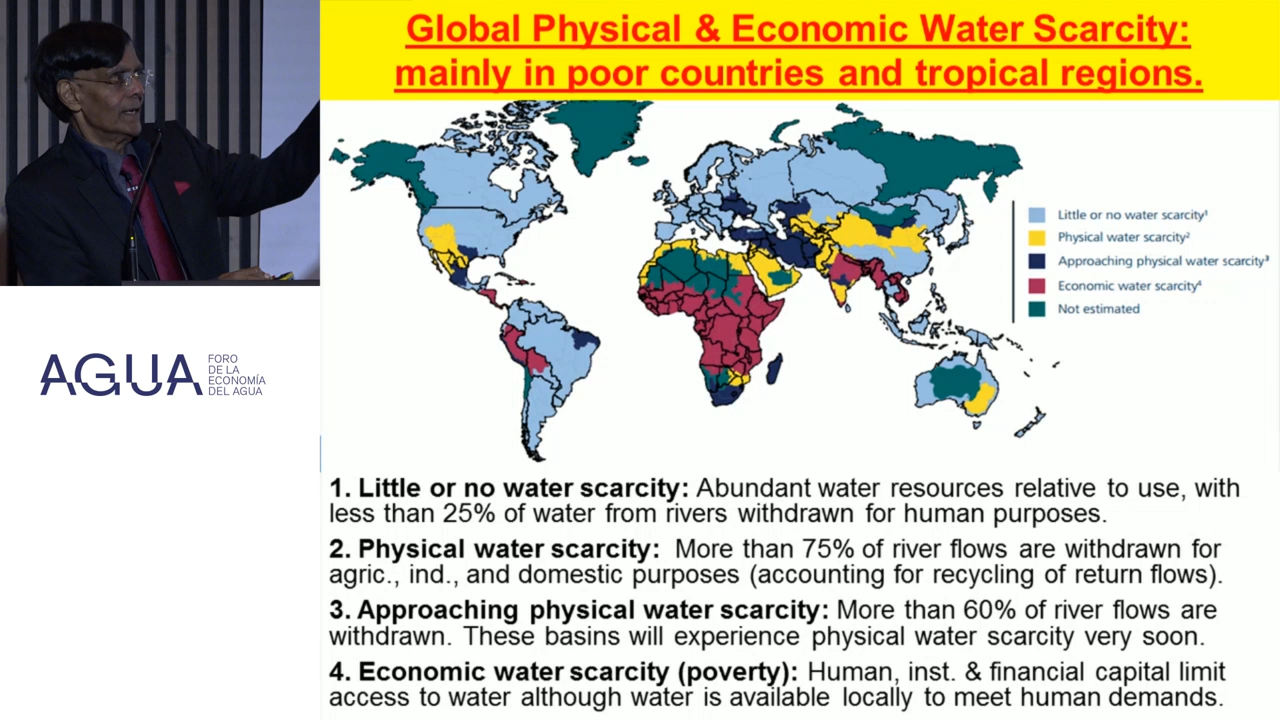 Global Physical & Economic Water Scarcity:
mainly in poor countries and tropical regions.
Little or no water scarcity¹
Physical water scarcity²
Approaching physical water scarcity³
Economic water scarcity⁴
Not estimated
AGUA
FORO
DE LA
ECONOMÍA
DEL AGUA
1. Little or no water scarcity: Abundant water resources relative to use, with
less than 25% of water from rivers withdrawn for human purposes.
2. Physical water scarcity: More than 75% of river flows are withdrawn for
agric., ind., and domestic purposes (accounting for recycling of return flows).
3. Approaching physical water scarcity: More than 60% of river flows are
withdrawn. These basins will experience physical water scarcity very soon.
4. Economic water scarcity (poverty): Human, inst. & financial capital limit
access to water although water is available locally to meet human demands.